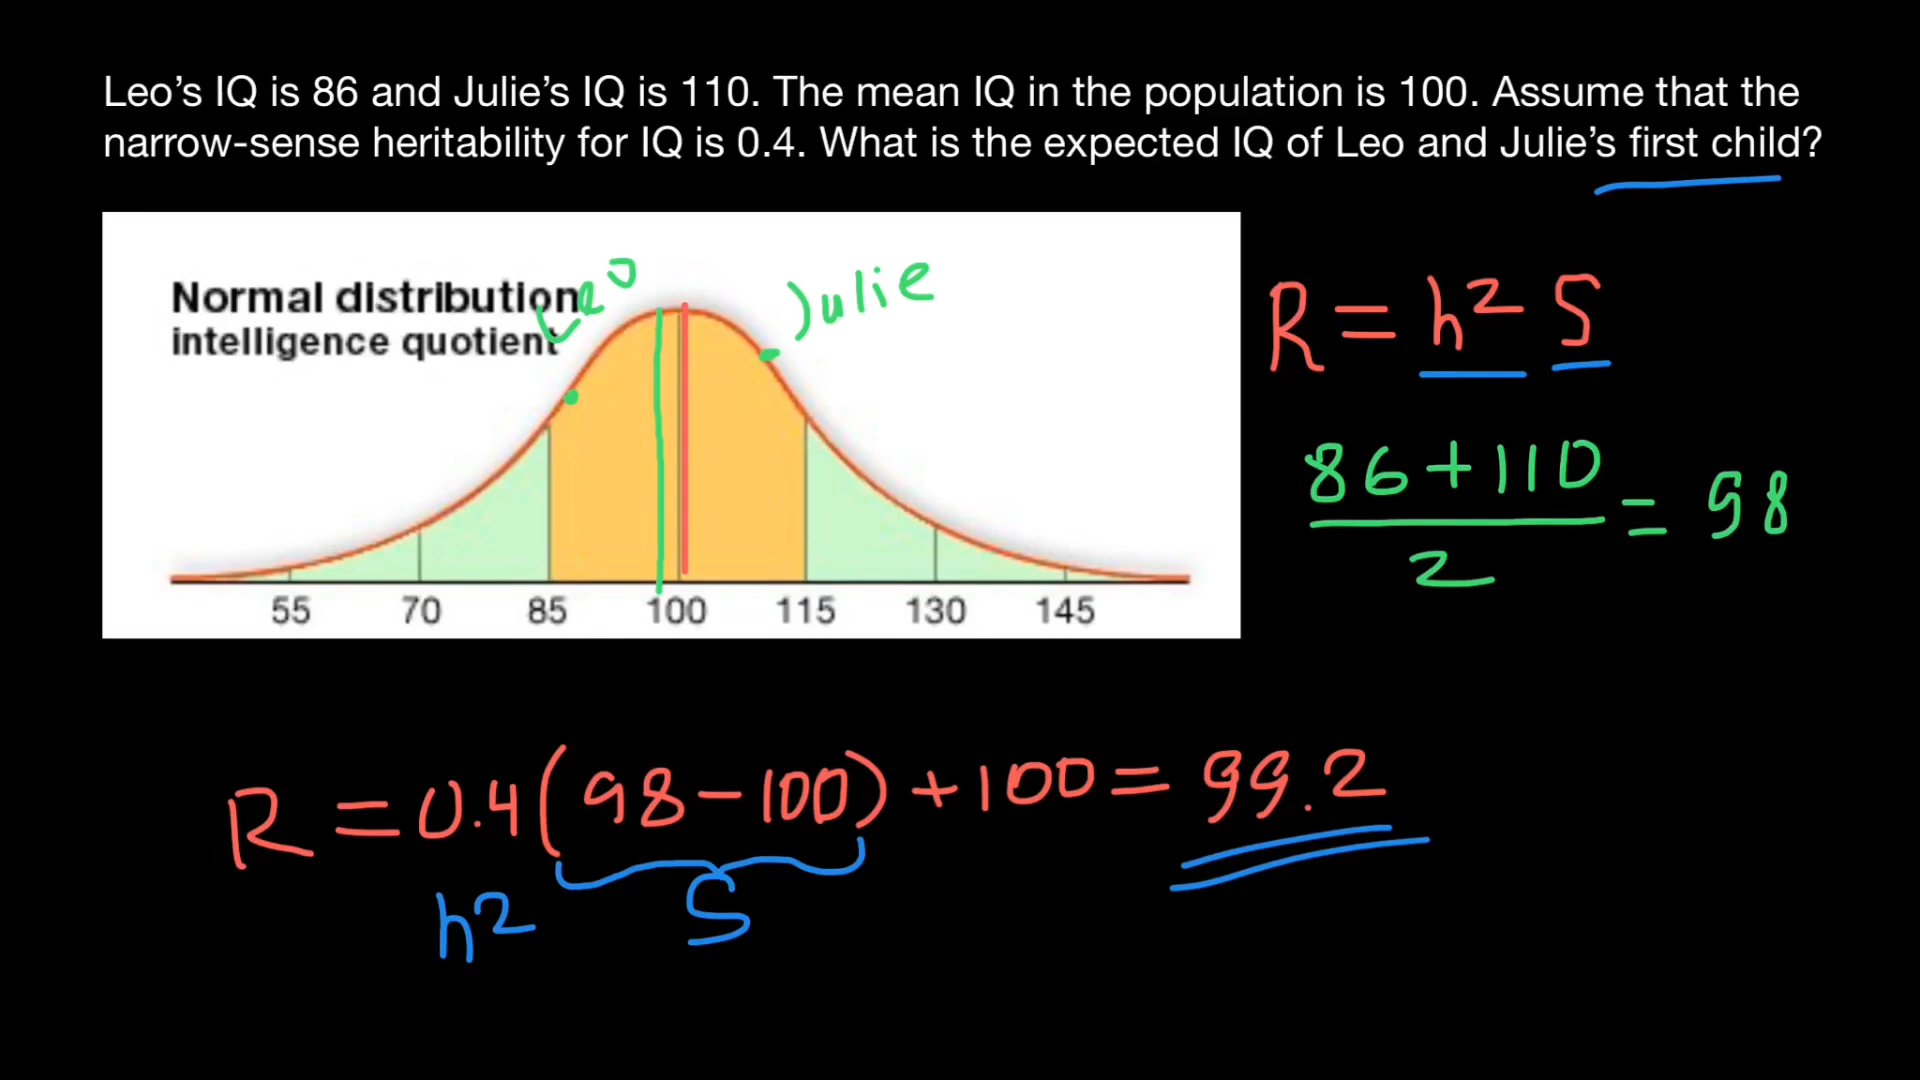 Leo’s IQ is 86 and Julie’s IQ is 110. The mean IQ in the population is 100. Assume that the
narrow-sense heritability for IQ is 0.4. What is the expected IQ of Leo and Julie’s first child?
Normal distribution
intelligence quotient
Leo
Julie
55 70 85 100 115 130 145
R = h² S
86 + 110
2
= 98
R = 0.4 (98 – 100) + 100 = 99.2
h² S